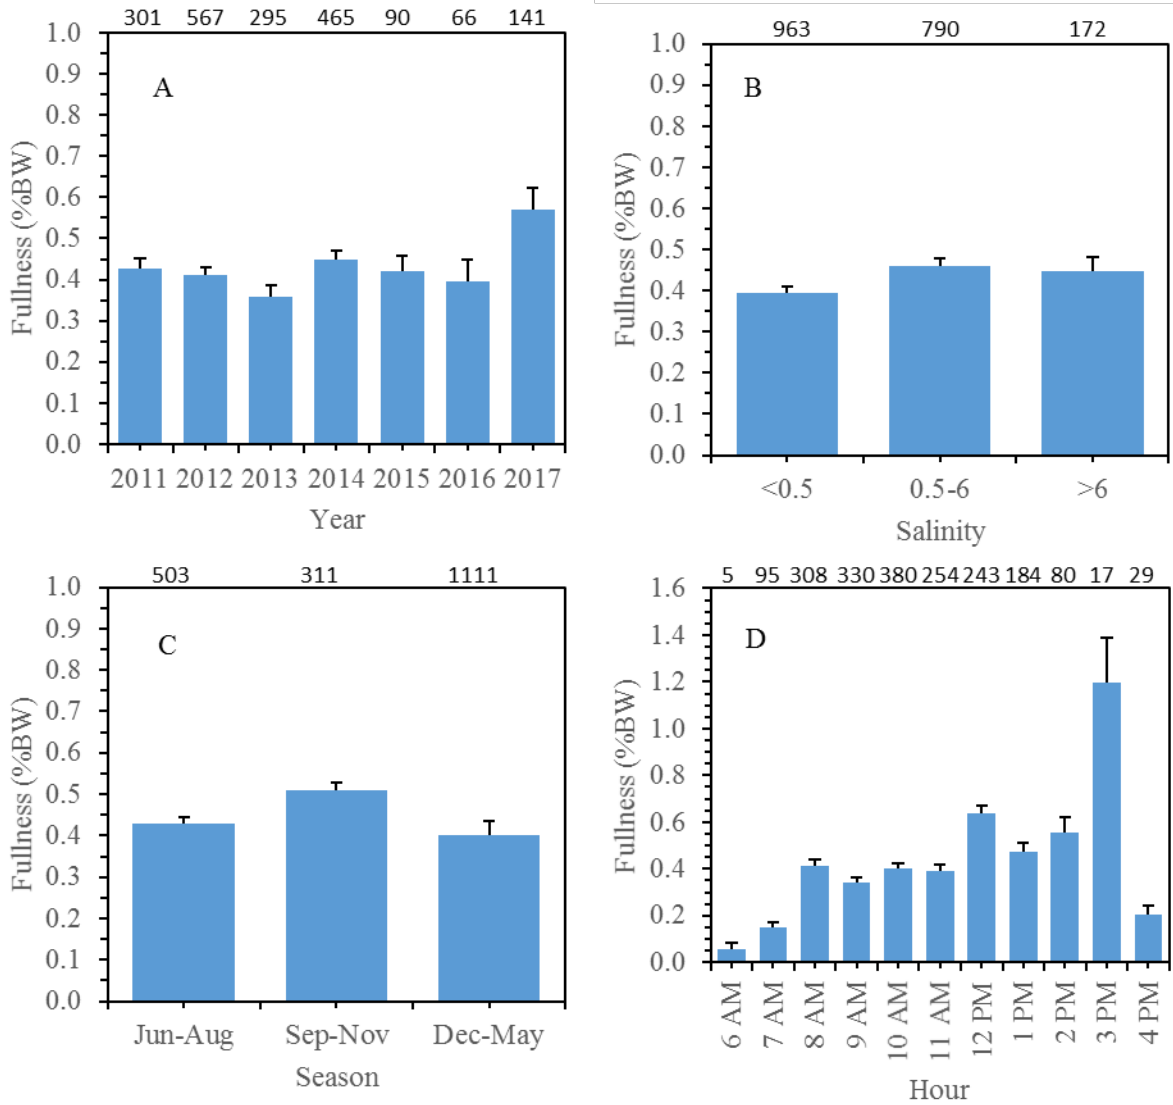 301 567 295 465 90 66 141
A
1.0
0.9
0.8
0.7
0.6
0.5
0.4
0.3
0.2
0.1
0.0
Fullness (%BW)
2011 2012 2013 2014 2015 2016 2017
Year
963 790 172
B
1.0
0.9
0.8
0.7
0.6
0.5
0.4
0.3
0.2
0.1
0.0
Fullness (%BW)
<0.5 0.5-6 >6
Salinity
503 311 1111
C
1.0
0.9
0.8
0.7
0.6
0.5
0.4
0.3
0.2
0.1
0.0
Fullness (%BW)
Jun-Aug Sep-Nov Dec-May
Season
5 95 308 330 380 254 243 184 80 17 29
D
1.6
1.4
1.2
1.0
0.8
0.6
0.4
0.2
0.0
Fullness (%BW)
6 AM
7 AM
8 AM
9 AM
10 AM
11 AM
12 PM
1 PM
2 PM
3 PM
4 PM
Hour